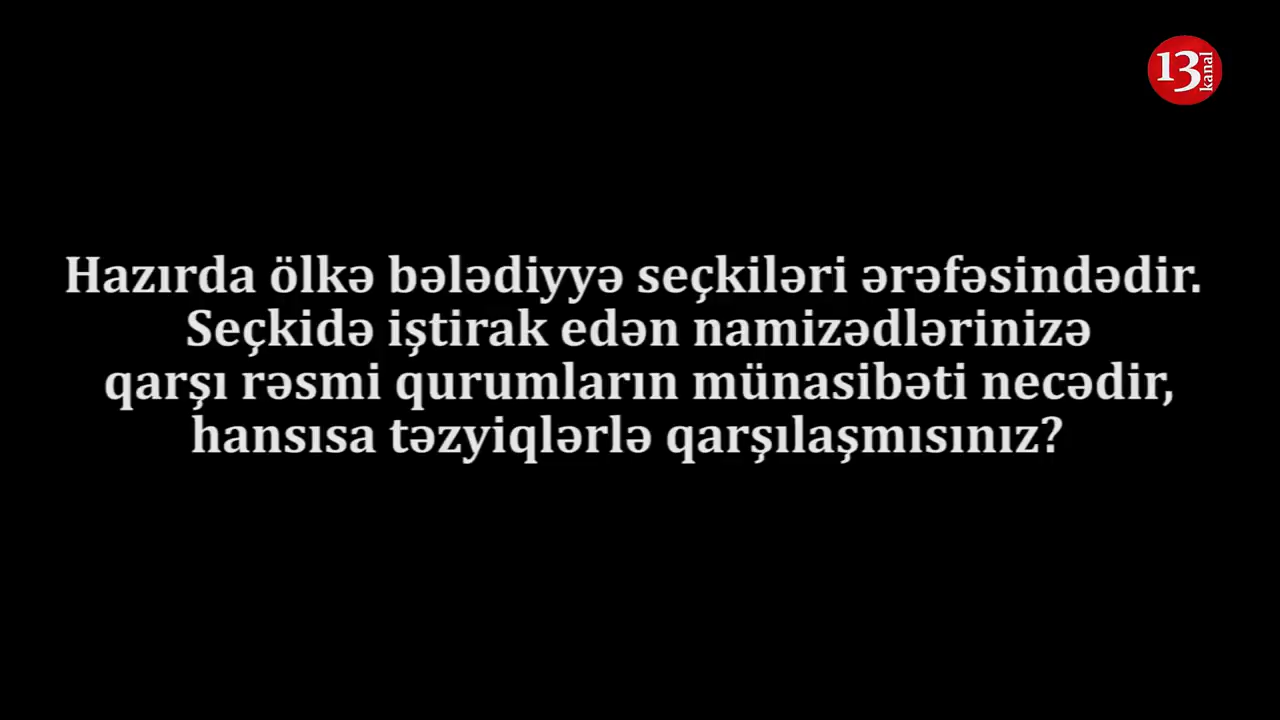 13
kanal
Hazırda ölkə bələdiyyə seçkiləri ərəfəsindədir.
Seçkidə iştirak edən namizədlərinizə
qarşı rəsmi qurumların münasibəti necədir,
hansısa təzyiqlərlə qarşılaşmısınız?